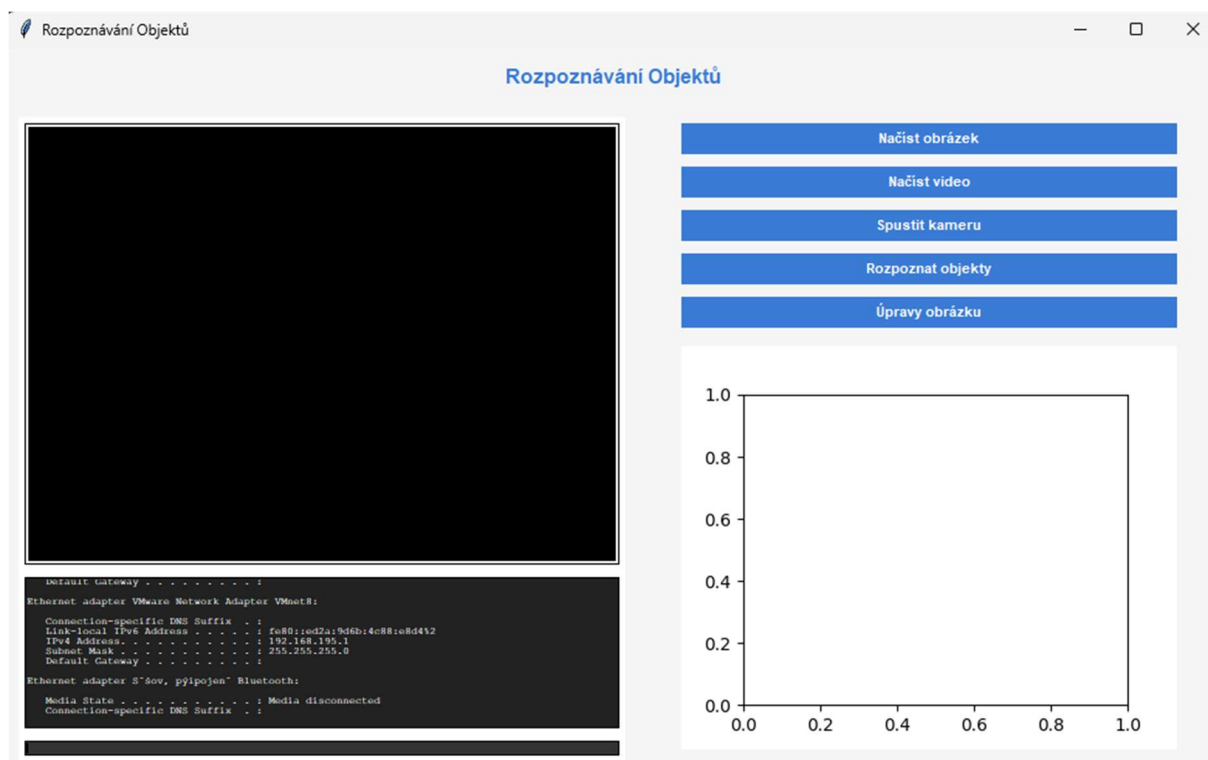 Rozpoznávání Objektů
Rozpoznávání Objektů
Načíst obrázek
Načíst video
Spustit kameru
Rozpoznat objekty
Úpravy obrázku
Default Gateway . . . . . . . . . :
Ethernet adapter VMware Network Adapter VMnet8:
Connection-specific DNS Suffix  . :
Link-local IPv6 Address . . . . . : fe80::ed2a:9d6b:4c88:e8d4%2
IPv4 Address. . . . . . . . . . . : 192.168.195.1
Subnet Mask . . . . . . . . . . . : 255.255.255.0
Default Gateway . . . . . . . . . :
Ethernet adapter S˜šov, pýipojen˜ Bluetooth:
Media State . . . . . . . . . . . : Media disconnected
Connection-specific DNS Suffix  . :
1.0
0.8
0.6
0.4
0.2
0.0
0.0 0.2 0.4 0.6 0.8 1.0